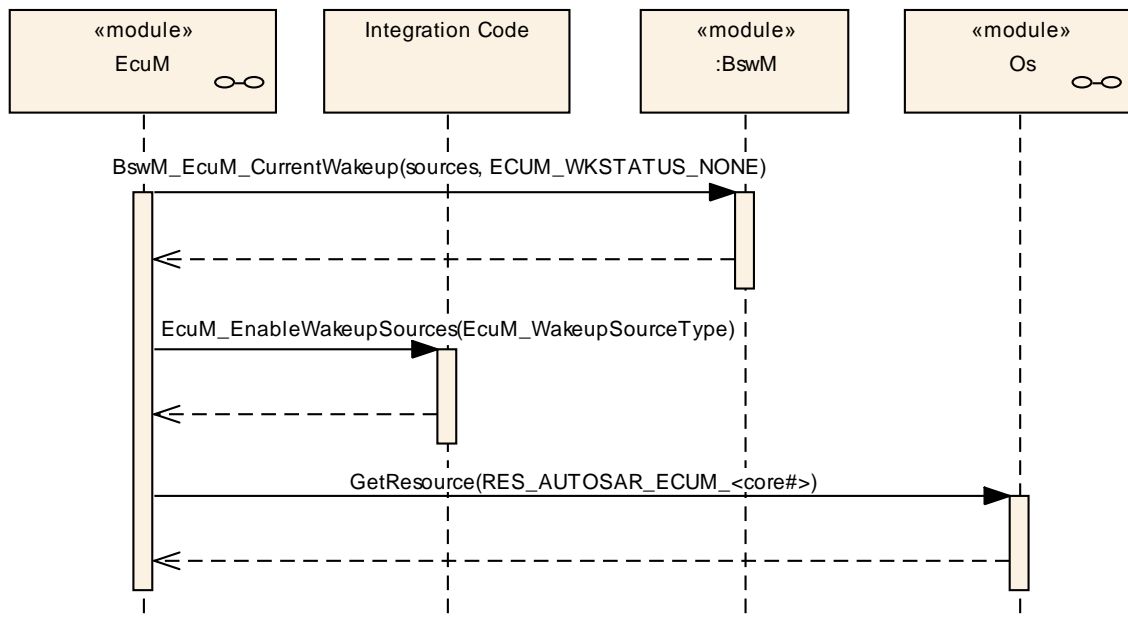 «module»
EcuM
Integration Code
«module»
:BswM
«module»
Os
BswM_EcuM_CurrentWakeup(sources, ECUM_WKSTATUS_NONE)
EcuM_EnableWakeupSources(EcuM_WakeupSourceType)
GetResource(RES_AUTOSAR_ECUM_<core#>)